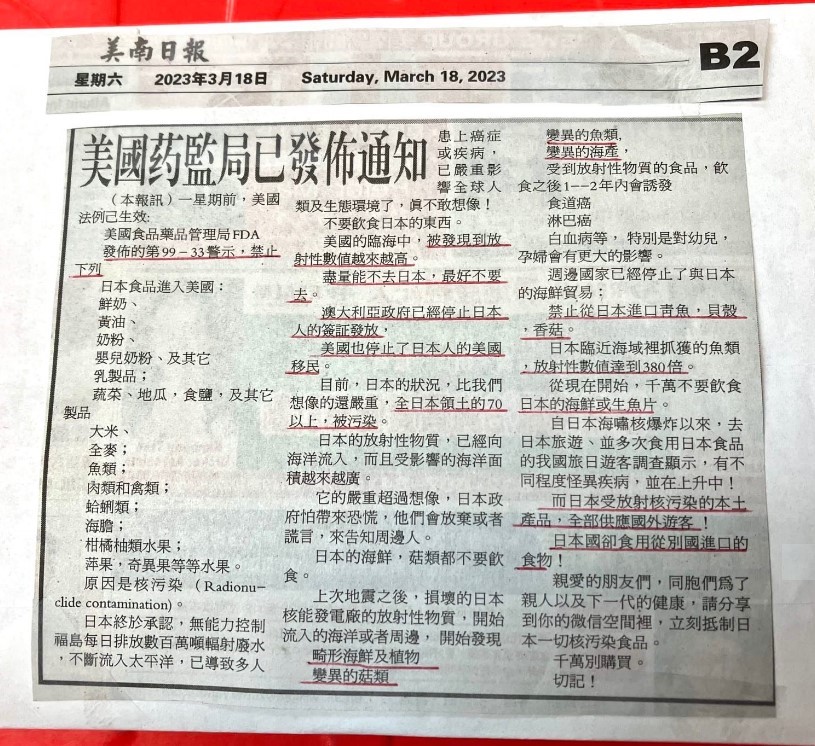 美南日報
星期六 2023年3月18日 Saturday, March 18, 2023
B2
美國药監局已發佈通知
（本報訊）一星期前，美國
法例己生效:
美國食品藥品管理局FDA
發佈的第99－33警示，禁止
下列
日本食品進入美國：
鮮奶、
黃油、
奶粉、
嬰兒奶粉、及其它
乳製品；
蔬菜、地瓜，食鹽，及其它
製品
大米、
全麥；
魚類；
肉類和禽類；
蛤蜊類；
海膽；
柑橘柚類水果；
蘋果，奇異果等等水果。
原因是核污染（Radionu-
clide contamination)。
日本終於承認，無能力控制
福島每日排放數百萬噸輻射廢水
，不斷流入太平洋，已導致多人
患上癌症
或疾病，
已嚴重影
響全球人
類及生態環境了，眞不敢想像！
不要飲食日本的東西。
美國的臨海中，被發現到放
射性數值越來越高。
盡量能不去日本，最好不要
去。
澳大利亞政府已經停止日本
人的簽証發放，
美國也停止了日本人的美國
移民。
目前，日本的狀況，比我們
想像的還嚴重，全日本領土的70
以上，被污染。
日本的放射性物質，已經向
海洋流入，而且受影響的海洋面
積越來越廣。
它的嚴重超過想像，日本政
府怕帶來恐慌，他們會放棄或者
謊言，來告知周邊人。
日本的海鮮，菇類都不要飲
食。
上次地震之後，損壞的日本
核能發電廠的放射性物質，開始
流入的海洋或者周邊，開始發現
畸形海鮮及植物
變異的菇類
變異的魚類,
變異的海產，
受到放射性物質的食品，飲
食之後1--2年內會誘發
食道癌
淋巴癌
白血病等，特別是對幼兒，
孕婦會有更大的影響。
週邊國家已經停止了與日本
的海鮮貿易：
禁止從日本進口靑魚，貝殼
，香菇。
日本臨近海域裡抓獲的魚類
，放射性數值達到380倍。
從現在開始，千萬不要飲食
日本的海鮮或生魚片。
自日本海嘯核爆炸以來，去
日本旅遊、並多次食用日本食品
的我國旅日遊客調查顯示，有不
同程度怪異疾病，並在上升中！
而日本受放射核污染的本土
產品，全部供應國外遊客！
日本國卻食用從別國進口的
食物！
親愛的朋友們，同胞們爲了
親人以及下一代的健康，請分享
到你的微信空間裡，立刻抵制日
本一切核污染食品。
千萬別購買。
切記！